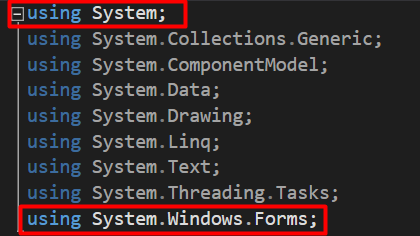 using System;
using System.Collections.Generic;
using System.ComponentModel;
using System.Data;
using System.Drawing;
using System.Linq;
using System.Text;
using System.Threading.Tasks;
using System.Windows.Forms;